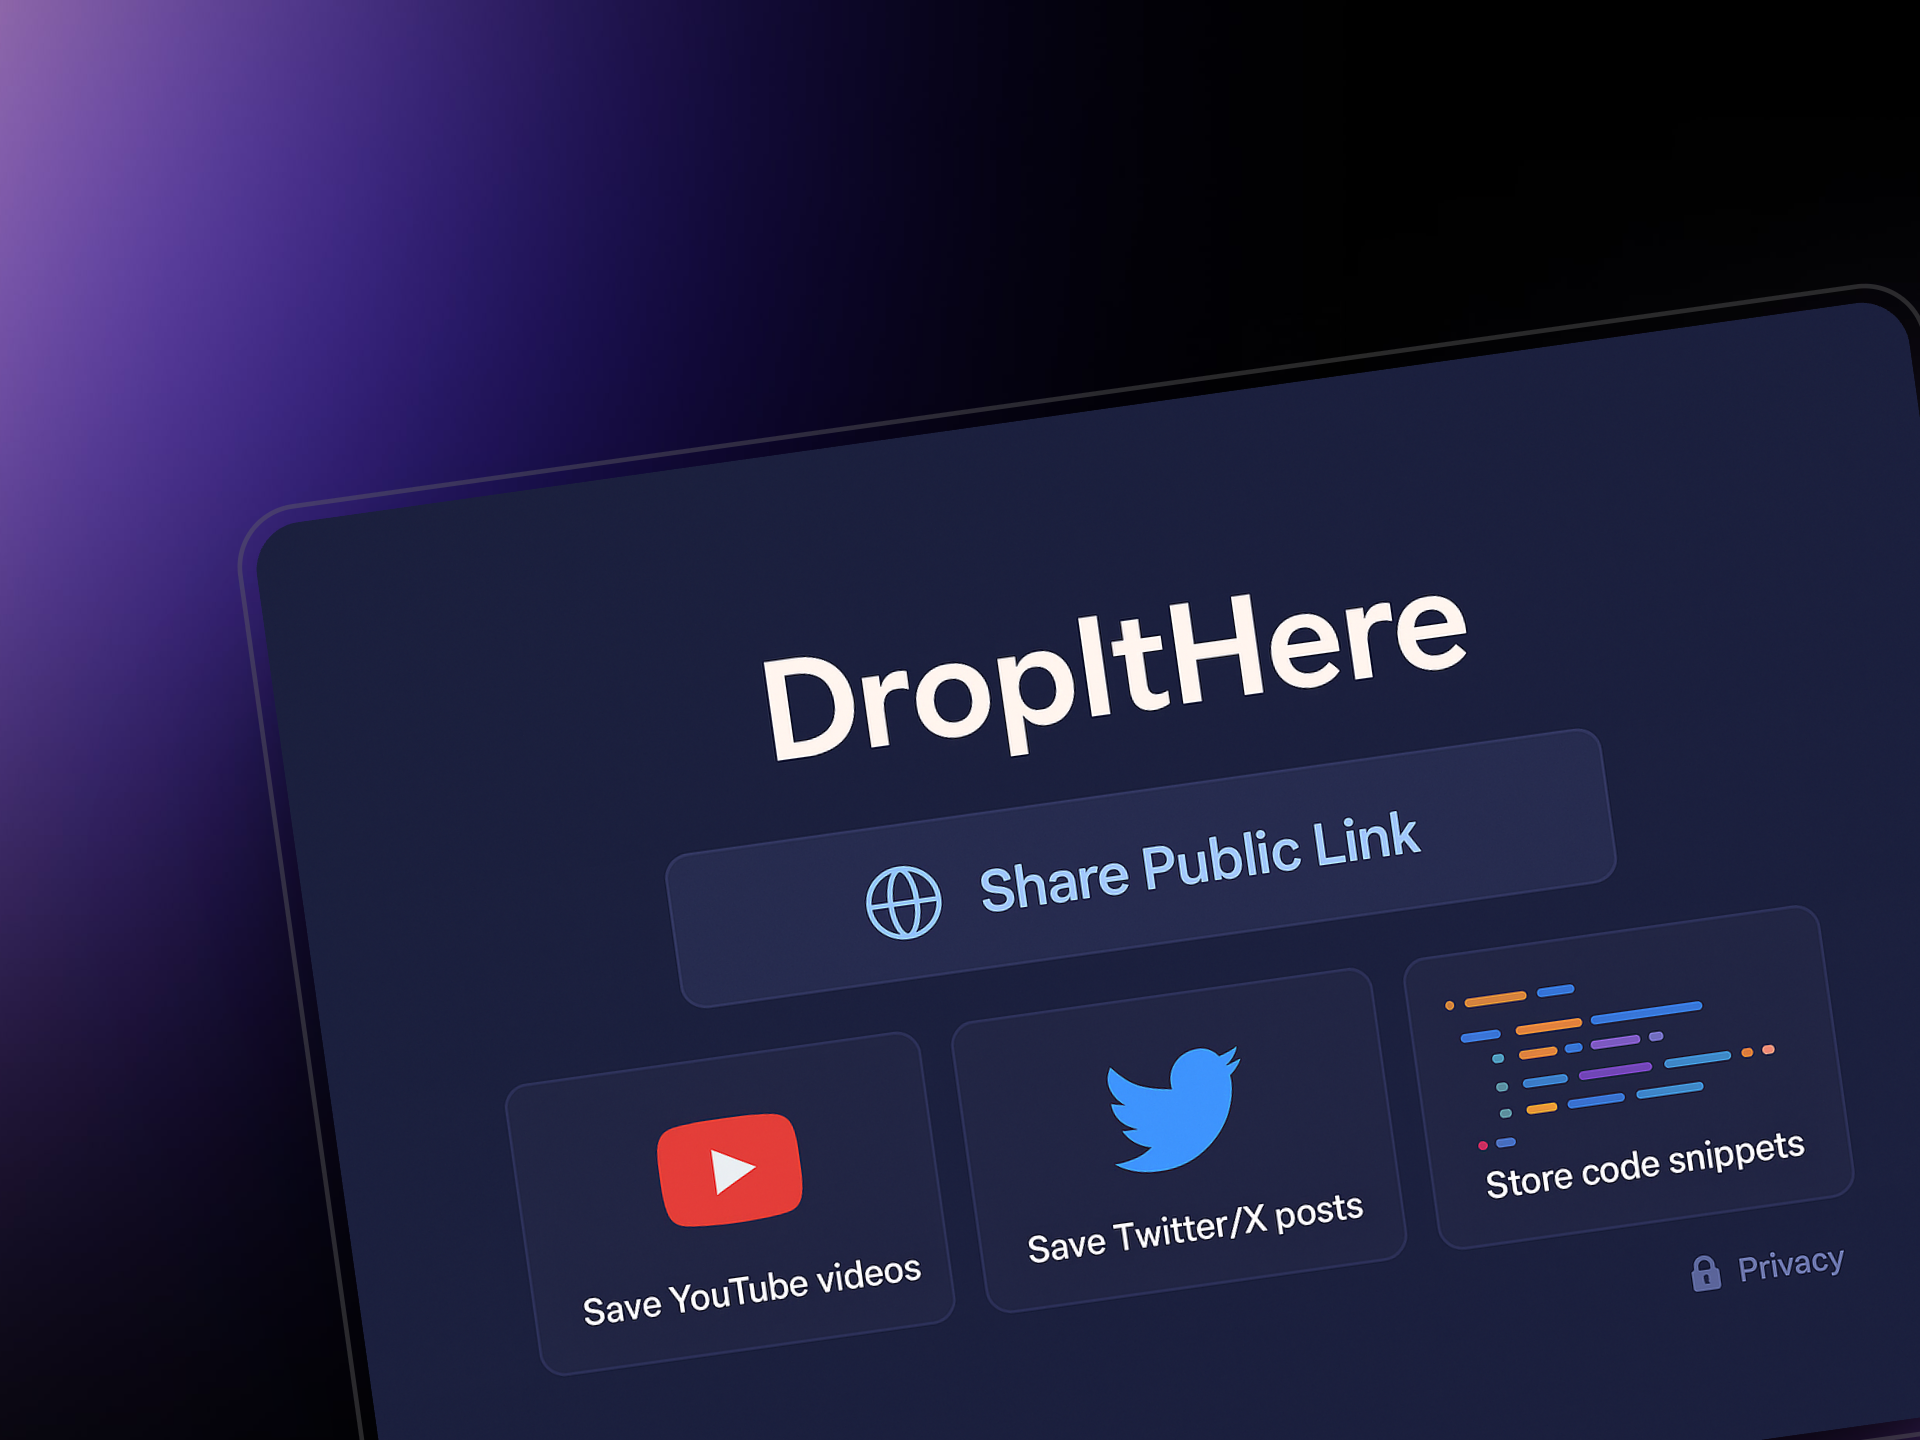 DropItHere
Share Public Link
Save YouTube videos
Save Twitter/X posts
Store code snippets
Privacy